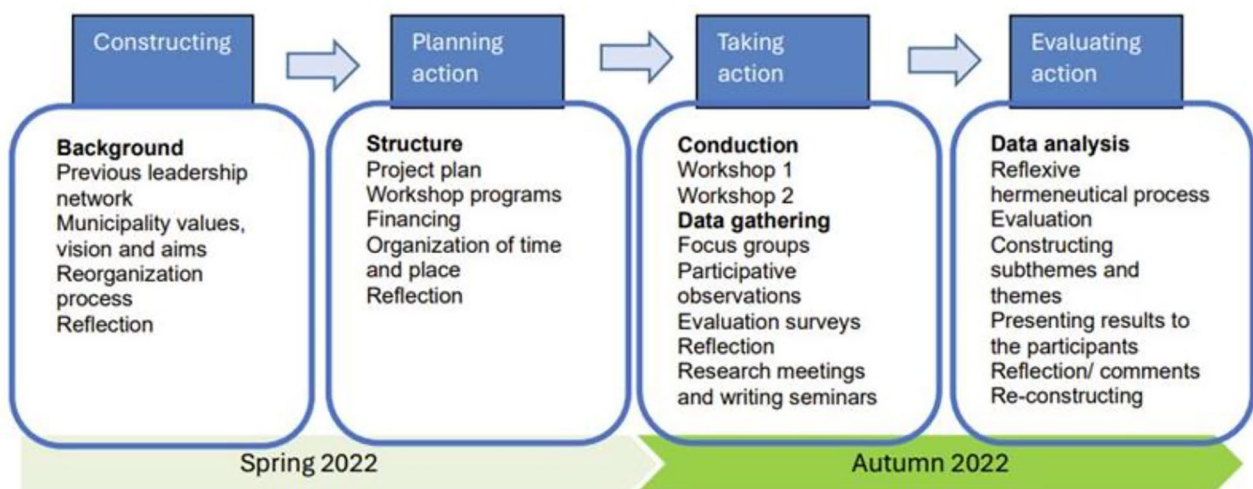 Constructing
Planning
action
Taking
action
Evaluating
action
Background
Previous leadership
network
Municipality values,
vision and aims
Reorganization
process
Reflection
Structure
Project plan
Workshop programs
Financing
Organization of time
and place
Reflection
Conduction
Workshop 1
Workshop 2
Data gathering
Focus groups
Participative
observations
Evaluation surveys
Reflection
Research meetings
and writing seminars
Data analysis
Reflexive
hermeneutical process
Evaluation
Constructing
subthemes and
themes
Presenting results to
the participants
Reflection/ comments
Re-constructing
Spring 2022
Autumn 2022